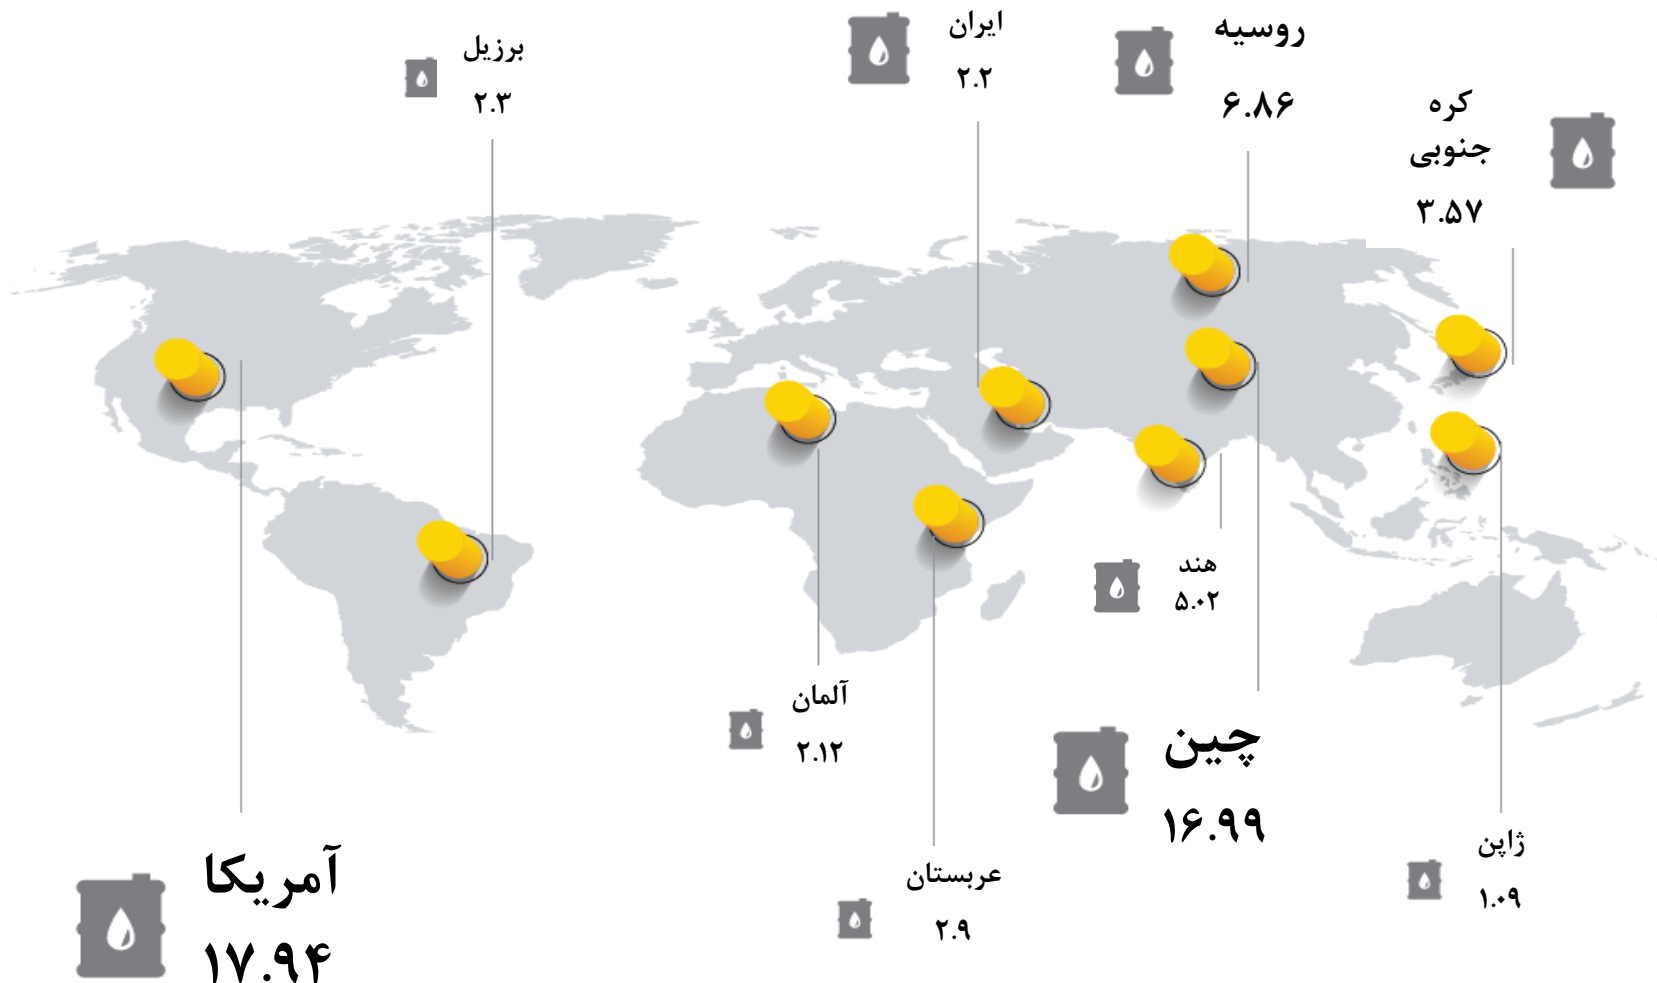 برزیل
۲.۳
ایران
۲.۲
روسیه
۶.۸۶
کره
جنوبی
۳.۵۷
هند
۵.۰۲
آلمان
۲.۱۲
چین
۱۶.۹۹
عربستان
۲.۹
ژاپن
۱.۰۹
آمریکا
۱۷.۹۴